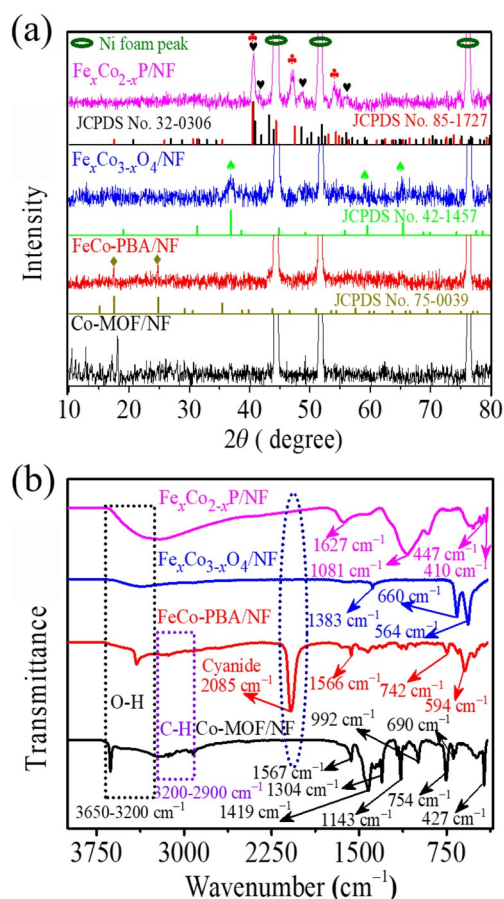 (a)
Ni foam peak
FeₓCo₂₋ₓP/NF
JCPDS No. 32-0306
JCPDS No. 85-1727
FeₓCo₃₋ₓO₄/NF
JCPDS No. 42-1457
FeCo-PBA/NF
JCPDS No. 75-0039
Co-MOF/NF
Intensity
10 20 30 40 50 60 70 80
2θ ( degree)
(b)
FeₓCo₂₋ₓP/NF
1627 cm⁻¹
447 cm⁻¹
1081 cm⁻¹
410 cm⁻¹
FeₓCo₃₋ₓO₄/NF
1383 cm⁻¹
660 cm⁻¹
564 cm⁻¹
FeCo-PBA/NF
Cyanide
2085 cm⁻¹
1566 cm⁻¹
742 cm⁻¹
594 cm⁻¹
O-H
C-H
Co-MOF/NF
992 cm⁻¹
690 cm⁻¹
1567 cm⁻¹
1304 cm⁻¹
3200-2900 cm⁻¹
3650-3200 cm⁻¹
1419 cm⁻¹
1143 cm⁻¹
754 cm⁻¹
427 cm⁻¹
Transmittance
3750 3000 2250 1500 750
Wavenumber (cm⁻¹)